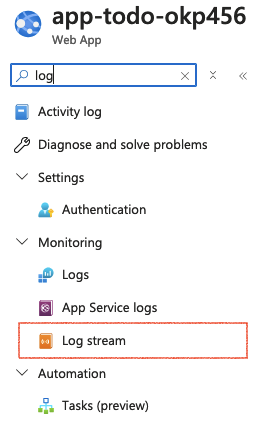 app-todo-okp456
Web App
log
Activity log
Diagnose and solve problems
Settings
Authentication
Monitoring
Logs
App Service logs
Log stream
Automation
Tasks (preview)